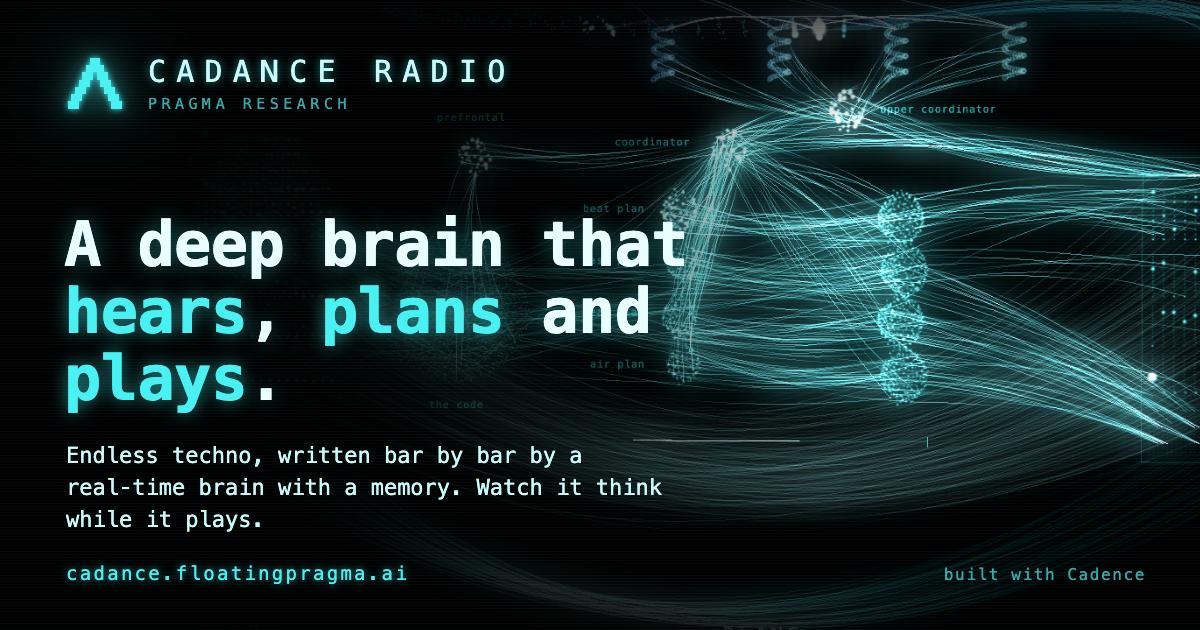 CADANCE RADIO
PRAGMA RESEARCH
prefrontal
coordinator
upper coordinator
beat plan
A deep brain that
hears, plans and
plays.
air plan
the code
Endless techno, written bar by bar by a
real-time brain with a memory. Watch it think
while it plays.
cadance.floatingpragma.ai
built with Cadence